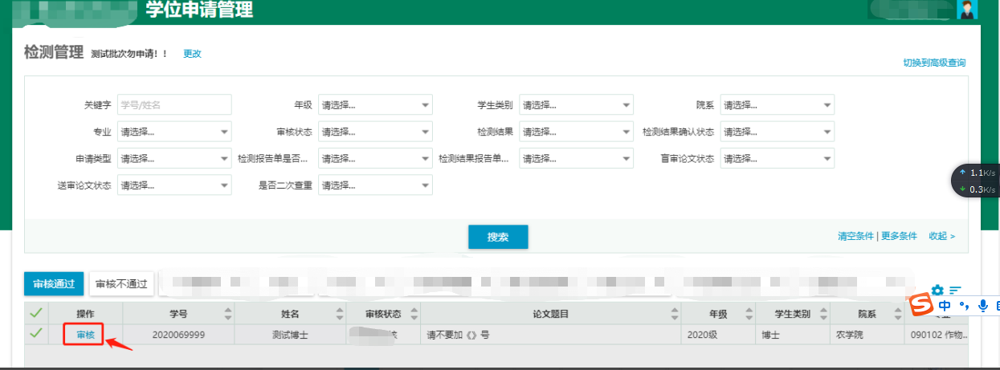 学位申请管理
检测管理 测试批次勿申请！！ 更改
切换到高级查询
关键字 学号/姓名 年级 请选择... 学生类别 请选择... 院系 请选择...
专业 请选择... 审核状态 请选择... 检测结果 请选择... 检测结果确认状态 请选择...
申请类型 请选择... 检测报告单是否... 请选择... 检测结果报告单... 请选择... 盲审论文状态 请选择...
送审论文状态 请选择... 是否二次查重 请选择...
1.1K/s
0.3K/s
搜索 清空条件 | 更多条件 收起 >
审核通过 审核不通过
操作 学号 姓名 审核状态 论文题目 年级 学生类别 院系
审核 2020069999 测试博士 请不要加《》号 2020级 博士 农学院 090102 作物...
S 中